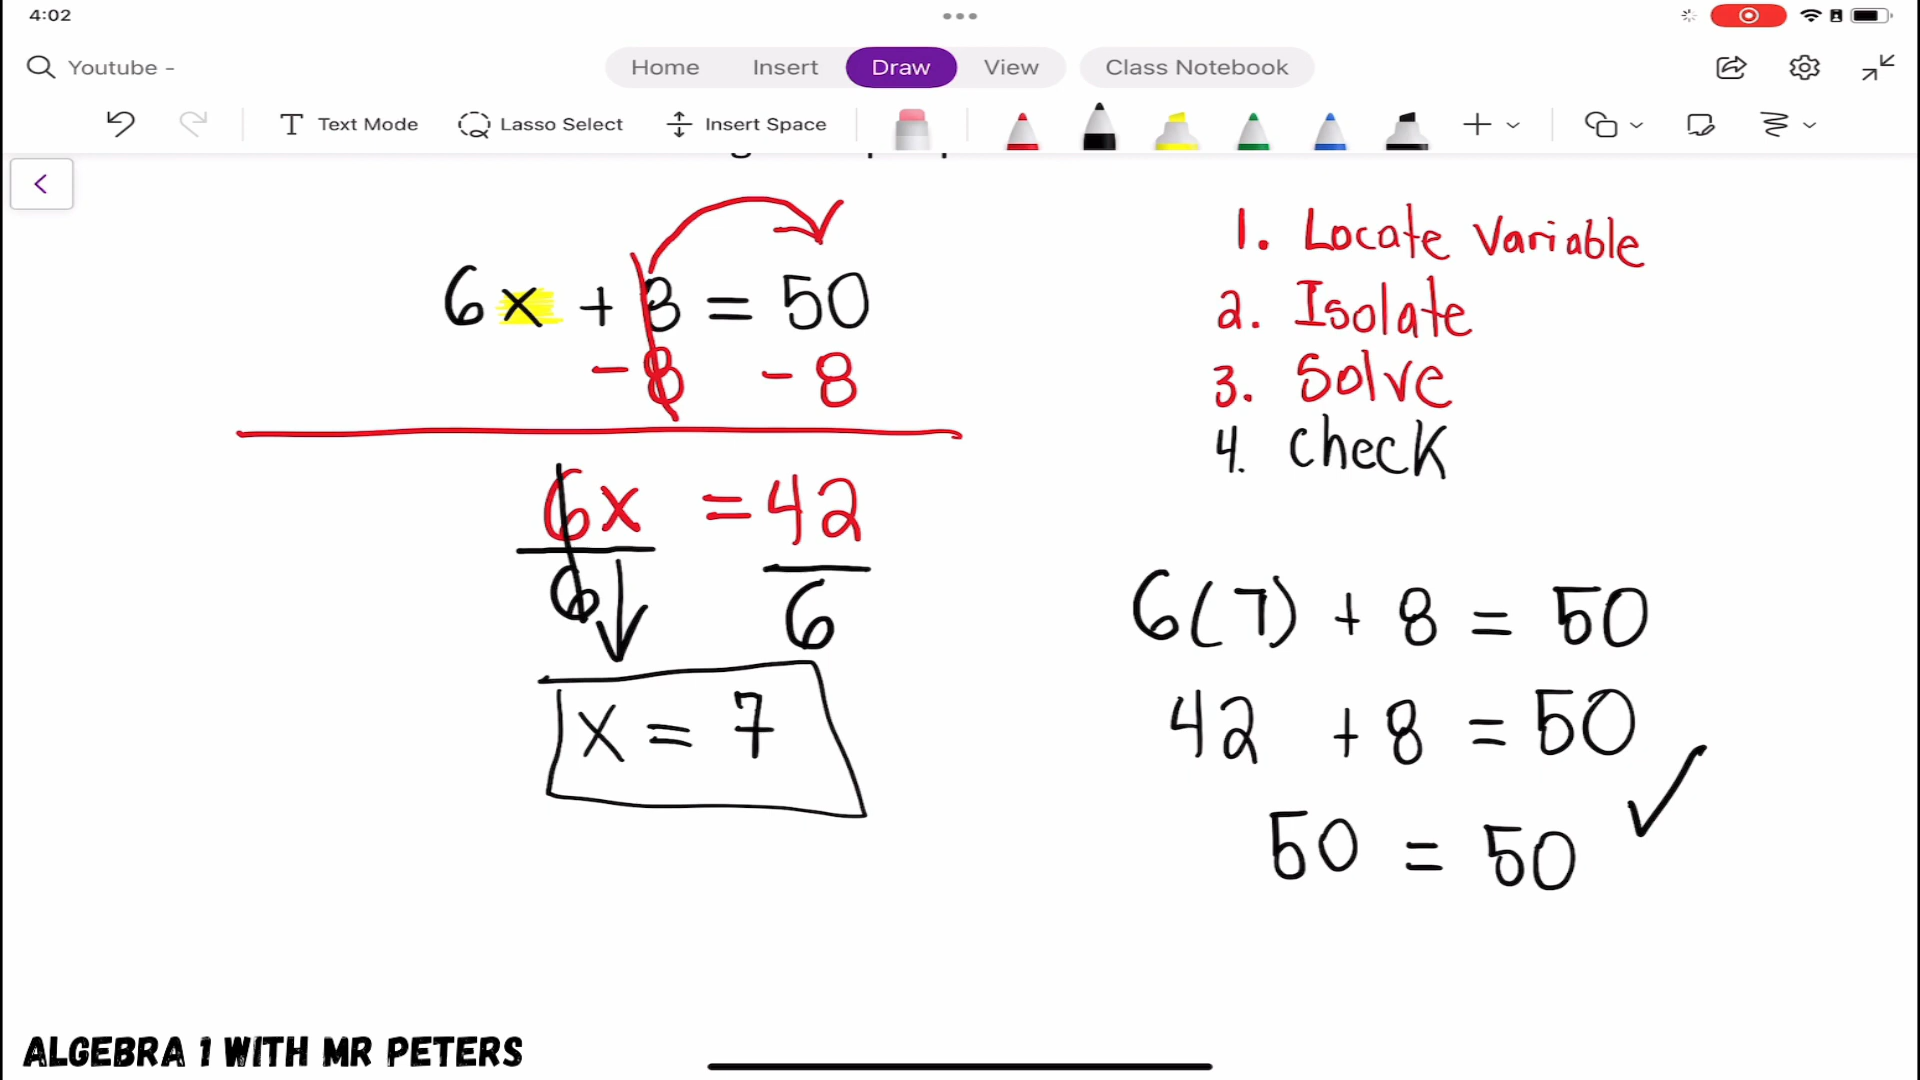 4:02
Youtube -
Home Insert Draw View Class Notebook
Text Mode Lasso Select Insert Space
6x + 8 = 50
- 8 - 8
6x = 42
6 6
x = 7
1. Locate Variable
2. Isolate
3. Solve
4. Check
6(7) + 8 = 50
42 + 8 = 50
50 = 50
ALGEBRA 1 WITH MR PETERS